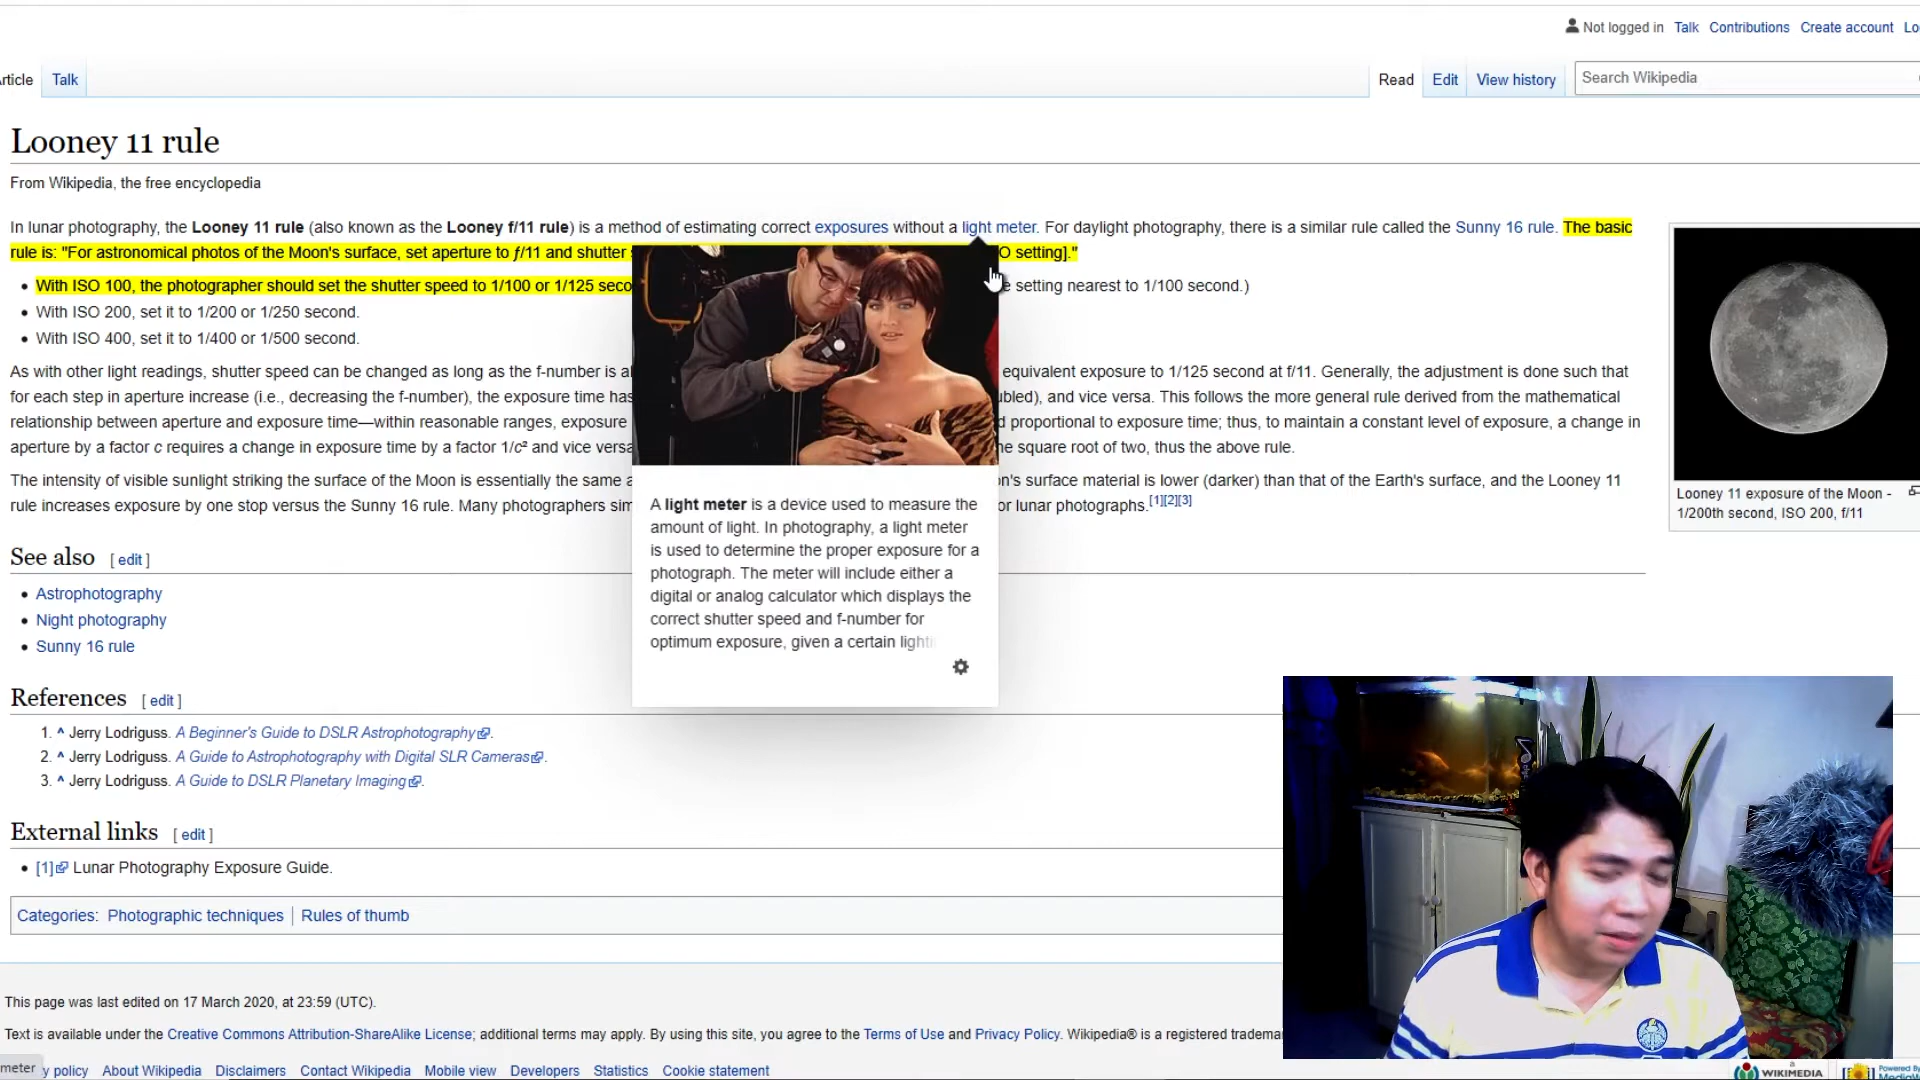 Not logged in Talk Contributions Create account Lo
rticle Talk Read Edit View history Search Wikipedia
Looney 11 rule
From Wikipedia, the free encyclopedia
In lunar photography, the Looney 11 rule (also known as the Looney f/11 rule) is a method of estimating correct exposures without a light meter. For daylight photography, there is a similar rule called the Sunny 16 rule. The basic
rule is: "For astronomical photos of the Moon's surface, set aperture to ƒ/11 and shutter O setting]."
• With ISO 100, the photographer should set the shutter speed to 1/100 or 1/125 seco e setting nearest to 1/100 second.)
• With ISO 200, set it to 1/200 or 1/250 second.
• With ISO 400, set it to 1/400 or 1/500 second.
As with other light readings, shutter speed can be changed as long as the f-number is al equivalent exposure to 1/125 second at f/11. Generally, the adjustment is done such that
for each step in aperture increase (i.e., decreasing the f-number), the exposure time has ubled), and vice versa. This follows the more general rule derived from the mathematical
relationship between aperture and exposure time—within reasonable ranges, exposure d proportional to exposure time; thus, to maintain a constant level of exposure, a change in
aperture by a factor c requires a change in exposure time by a factor 1/c² and vice versa he square root of two, thus the above rule.
The intensity of visible sunlight striking the surface of the Moon is essentially the same a on's surface material is lower (darker) than that of the Earth's surface, and the Looney 11
rule increases exposure by one stop versus the Sunny 16 rule. Many photographers sim or lunar photographs.[1][2][3]
Looney 11 exposure of the Moon -
1/200th second, ISO 200, f/11
A light meter is a device used to measure the
amount of light. In photography, a light meter
is used to determine the proper exposure for a
photograph. The meter will include either a
digital or analog calculator which displays the
correct shutter speed and f-number for
optimum exposure, given a certain lighti
See also [ edit ]
• Astrophotography
• Night photography
• Sunny 16 rule
References [ edit ]
1. ^ Jerry Lodriguss. A Beginner's Guide to DSLR Astrophotography.
2. ^ Jerry Lodriguss. A Guide to Astrophotography with Digital SLR Cameras.
3. ^ Jerry Lodriguss. A Guide to DSLR Planetary Imaging.
External links [ edit ]
• [1] Lunar Photography Exposure Guide.
Categories: Photographic techniques | Rules of thumb
This page was last edited on 17 March 2020, at 23:59 (UTC).
Text is available under the Creative Commons Attribution-ShareAlike License; additional terms may apply. By using this site, you agree to the Terms of Use and Privacy Policy. Wikipedia® is a registered tradema
meter y policy About Wikipedia Disclaimers Contact Wikipedia Mobile view Developers Statistics Cookie statement
WIKIMEDIA
Powered By
MediaW